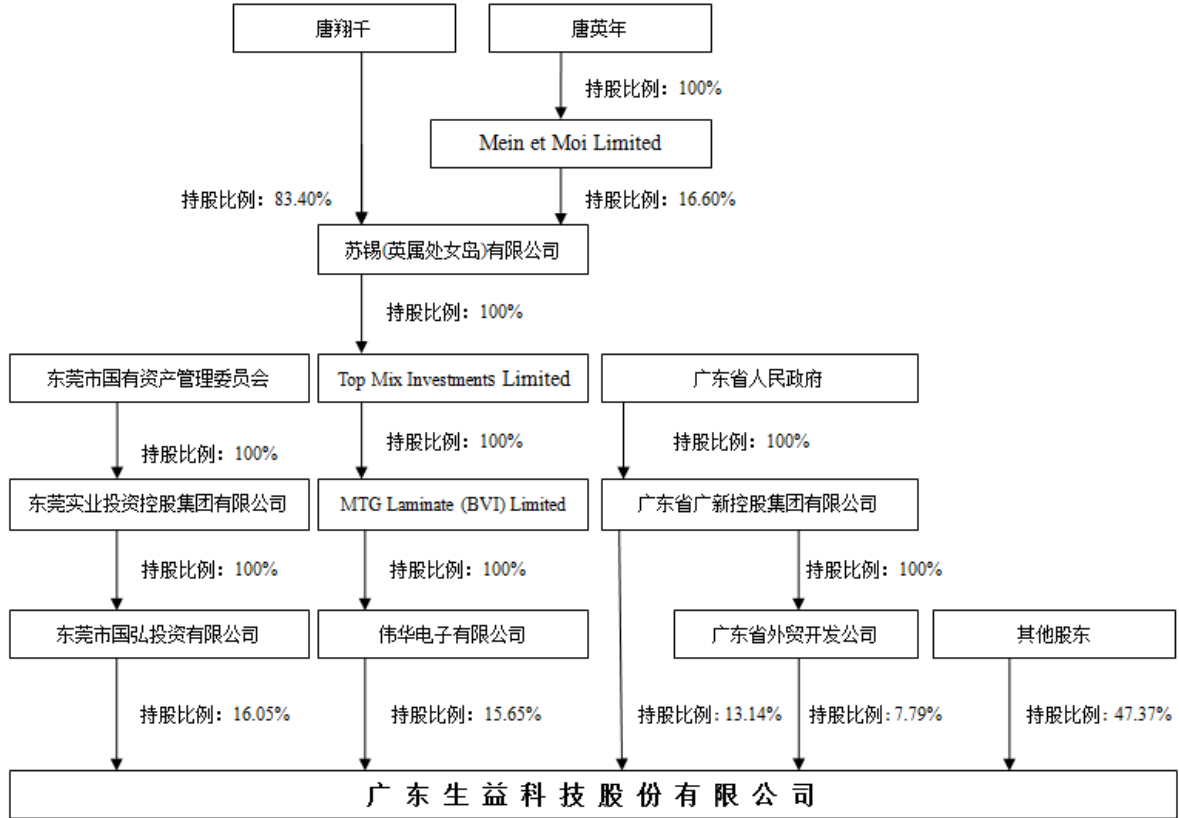 唐翔千
唐英年
持股比例：100%
Mein et Moi Limited
持股比例：83.40%
持股比例：16.60%
苏锡(英属处女岛)有限公司
持股比例：100%
东莞市国有资产管理委员会
Top Mix Investments Limited
广东省人民政府
持股比例：100%
持股比例：100%
持股比例：100%
东莞实业投资控股集团有限公司
MTG Laminate (BVI) Limited
广东省广新控股集团有限公司
持股比例：100%
持股比例：100%
持股比例：100%
东莞市国弘投资有限公司
伟华电子有限公司
广东省外贸开发公司
其他股东
持股比例：16.05%
持股比例：15.65%
持股比例：13.14%
持股比例：7.79%
持股比例：47.37%
广东生益科技股份有限公司